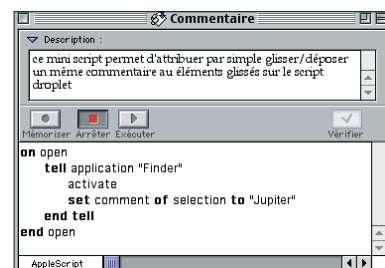 Commentaire
Description :
ce mini script permet d'attribuer par simple glisser/déposer
un même commentaire au éléments glissés sur le script
droplet
Mémoriser Arrêter Exécuter Vérifier
on open
tell application "Finder"
activate
set comment of selection to "Jupiter"
end tell
end open
AppleScript